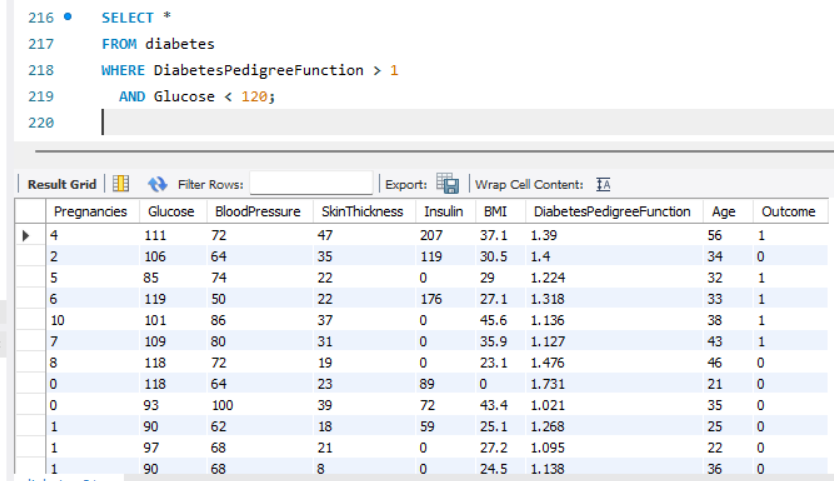 216 SELECT *
217 FROM diabetes
218 WHERE DiabetesPedigreeFunction > 1
219 AND Glucose < 120;
220
Result Grid Filter Rows: Export: Wrap Cell Content: IA
Pregnancies Glucose BloodPressure SkinThickness Insulin BMI DiabetesPedigreeFunction Age Outcome
4 111 72 47 207 37.1 1.39 56 1
2 106 64 35 119 30.5 1.4 34 0
5 85 74 22 0 29 1.224 32 1
6 119 50 22 176 27.1 1.318 33 1
10 101 86 37 0 45.6 1.136 38 1
7 109 80 31 0 35.9 1.127 43 1
8 118 72 19 0 23.1 1.476 46 0
0 118 64 23 89 0 1.731 21 0
0 93 100 39 72 43.4 1.021 35 0
1 90 62 18 59 25.1 1.268 25 0
1 97 68 21 0 27.2 1.095 22 0
1 90 68 8 0 24.5 1.138 36 0